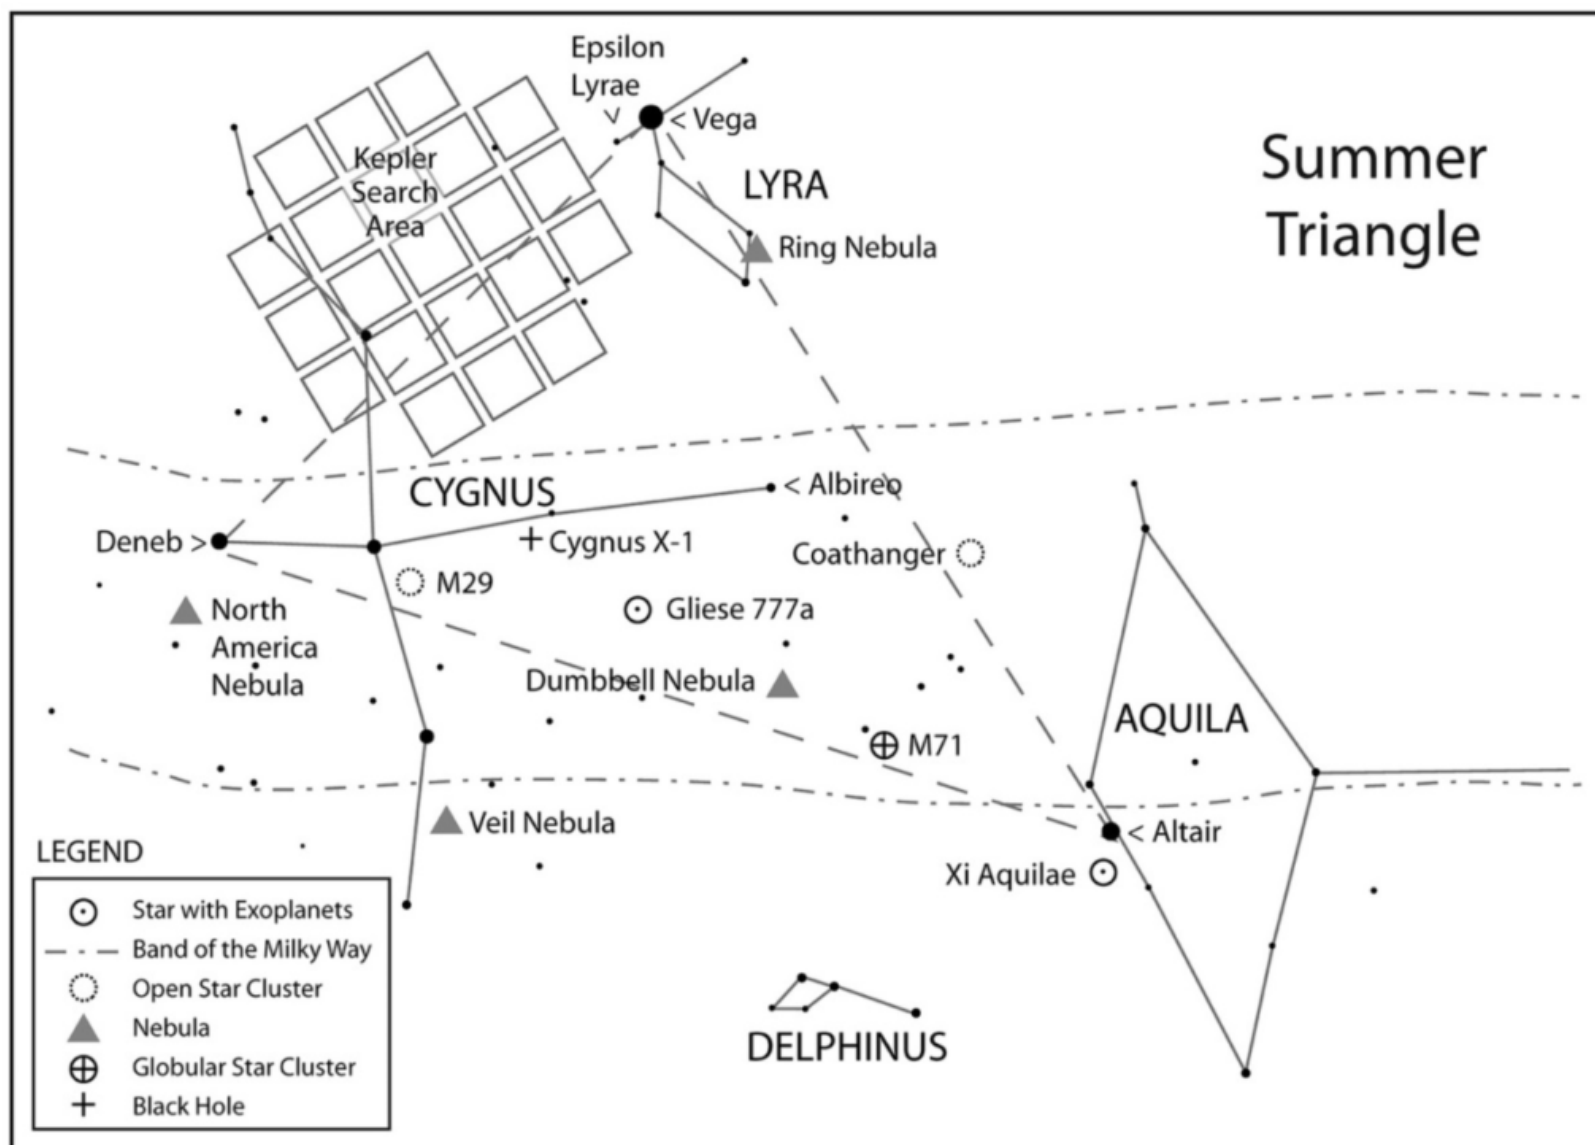 Epsilon
Lyrae
<
< Vega
Summer
Triangle
Kepler
Search
Area
LYRA
Ring Nebula
CYGNUS
< Albireo
Deneb >
Cygnus X-1
Coathanger
M29
North
America
Nebula
Gliese 777a
Dumbbell Nebula
AQUILA
M71
Veil Nebula
< Altair
Xi Aquilae
DELPHINUS
LEGEND
Star with Exoplanets
Band of the Milky Way
Open Star Cluster
Nebula
Globular Star Cluster
Black Hole